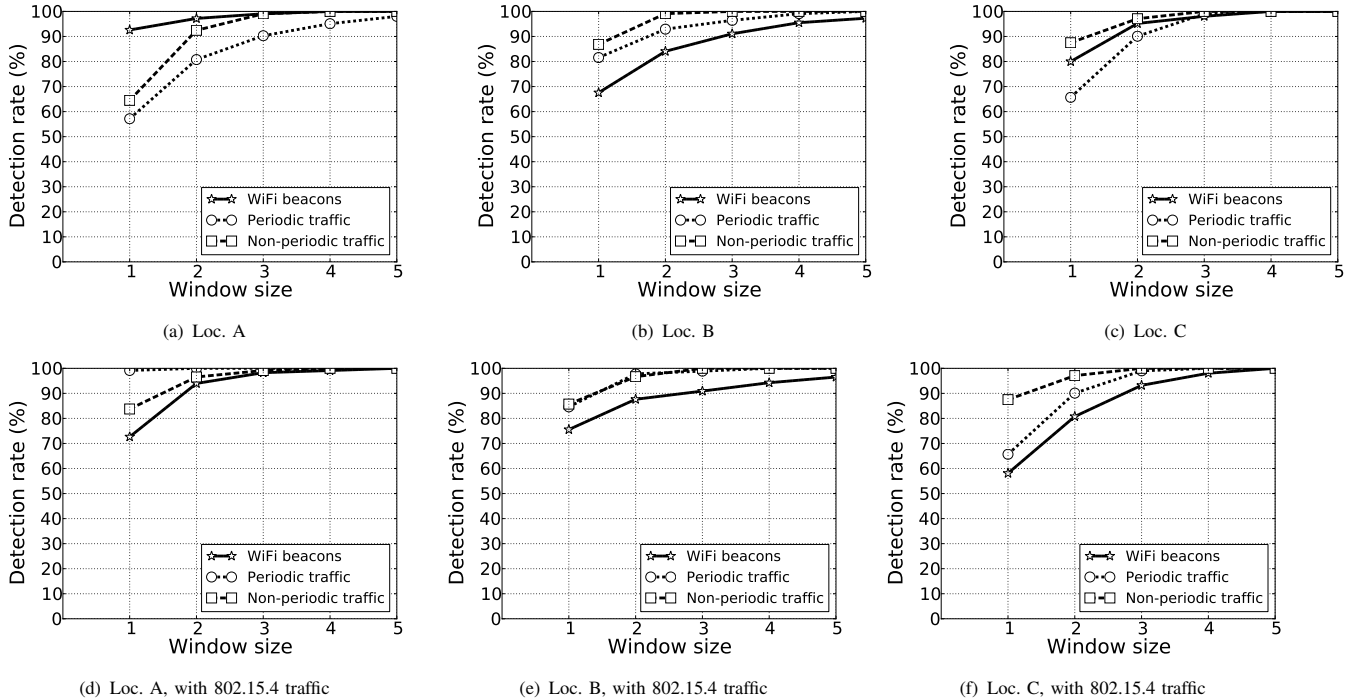 Detection rate (%)
100
90
80
70
60
50
40
30
20
10
0
1 2 3 4 5
Window size
WiFi beacons
Periodic traffic
Non-periodic traffic
(a) Loc. A
Detection rate (%)
100
90
80
70
60
50
40
30
20
10
0
1 2 3 4 5
Window size
WiFi beacons
Periodic traffic
Non-periodic traffic
(b) Loc. B
Detection rate (%)
100
90
80
70
60
50
40
30
20
10
0
1 2 3 4 5
Window size
WiFi beacons
Periodic traffic
Non-periodic traffic
(c) Loc. C
Detection rate (%)
100
90
80
70
60
50
40
30
20
10
0
1 2 3 4 5
Window size
WiFi beacons
Periodic traffic
Non-periodic traffic
(d) Loc. A, with 802.15.4 traffic
Detection rate (%)
100
90
80
70
60
50
40
30
20
10
0
1 2 3 4 5
Window size
WiFi beacons
Periodic traffic
Non-periodic traffic
(e) Loc. B, with 802.15.4 traffic
Detection rate (%)
100
90
80
70
60
50
40
30
20
10
0
1 2 3 4 5
Window size
WiFi beacons
Periodic traffic
Non-periodic traffic
(f) Loc. C, with 802.15.4 traffic